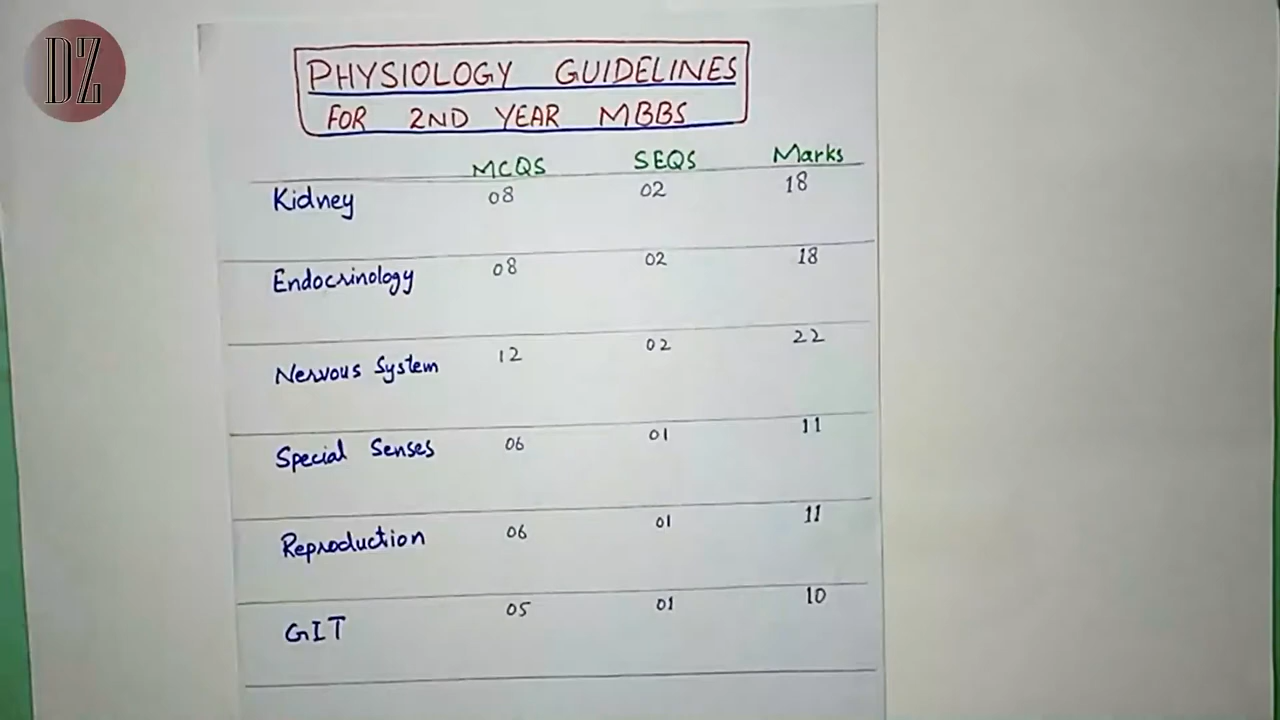 DZ
PHYSIOLOGY GUIDELINES
FOR 2ND YEAR MBBS
MCQS SEQS Marks
Kidney 08 02 18
Endocrinology 08 02 18
Nervous System 12 02 22
Special Senses 06 01 11
Reproduction 06 01 11
GIT 05 01 10